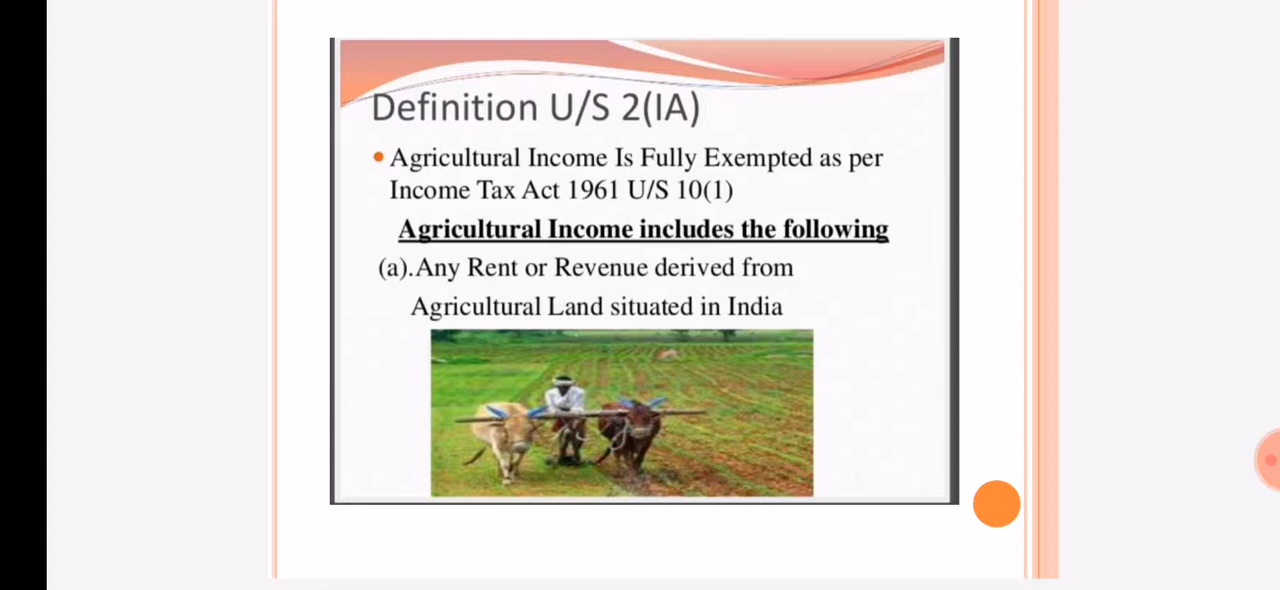 Definition U/S 2(IA)
• Agricultural Income Is Fully Exempted as per
Income Tax Act 1961 U/S 10(1)
Agricultural Income includes the following
(a).Any Rent or Revenue derived from
Agricultural Land situated in India